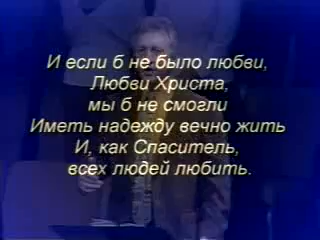 И если б не было любви,
Любви Христа,
мы б не смогли
Иметь надежду вечно жить
И, как Спаситель,
всех людей любить.